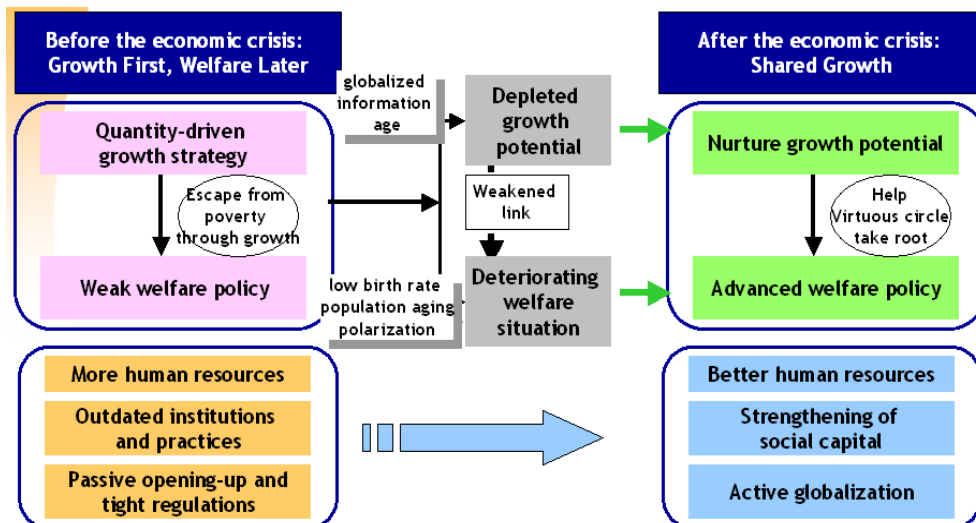 Before the economic crisis:
Growth First, Welfare Later
Quantity-driven
growth strategy
Escape from
poverty
through growth
Weak welfare policy
globalized
information
age
low birth rate
population aging
polarization
Depleted
growth
potential
Weakened
link
Deteriorating
welfare
situation
After the economic crisis:
Shared Growth
Nurture growth potential
Help
Virtuous circle
take root
Advanced welfare policy
More human resources
Outdated institutions
and practices
Passive opening-up and
tight regulations
Better human resources
Strengthening of
social capital
Active globalization